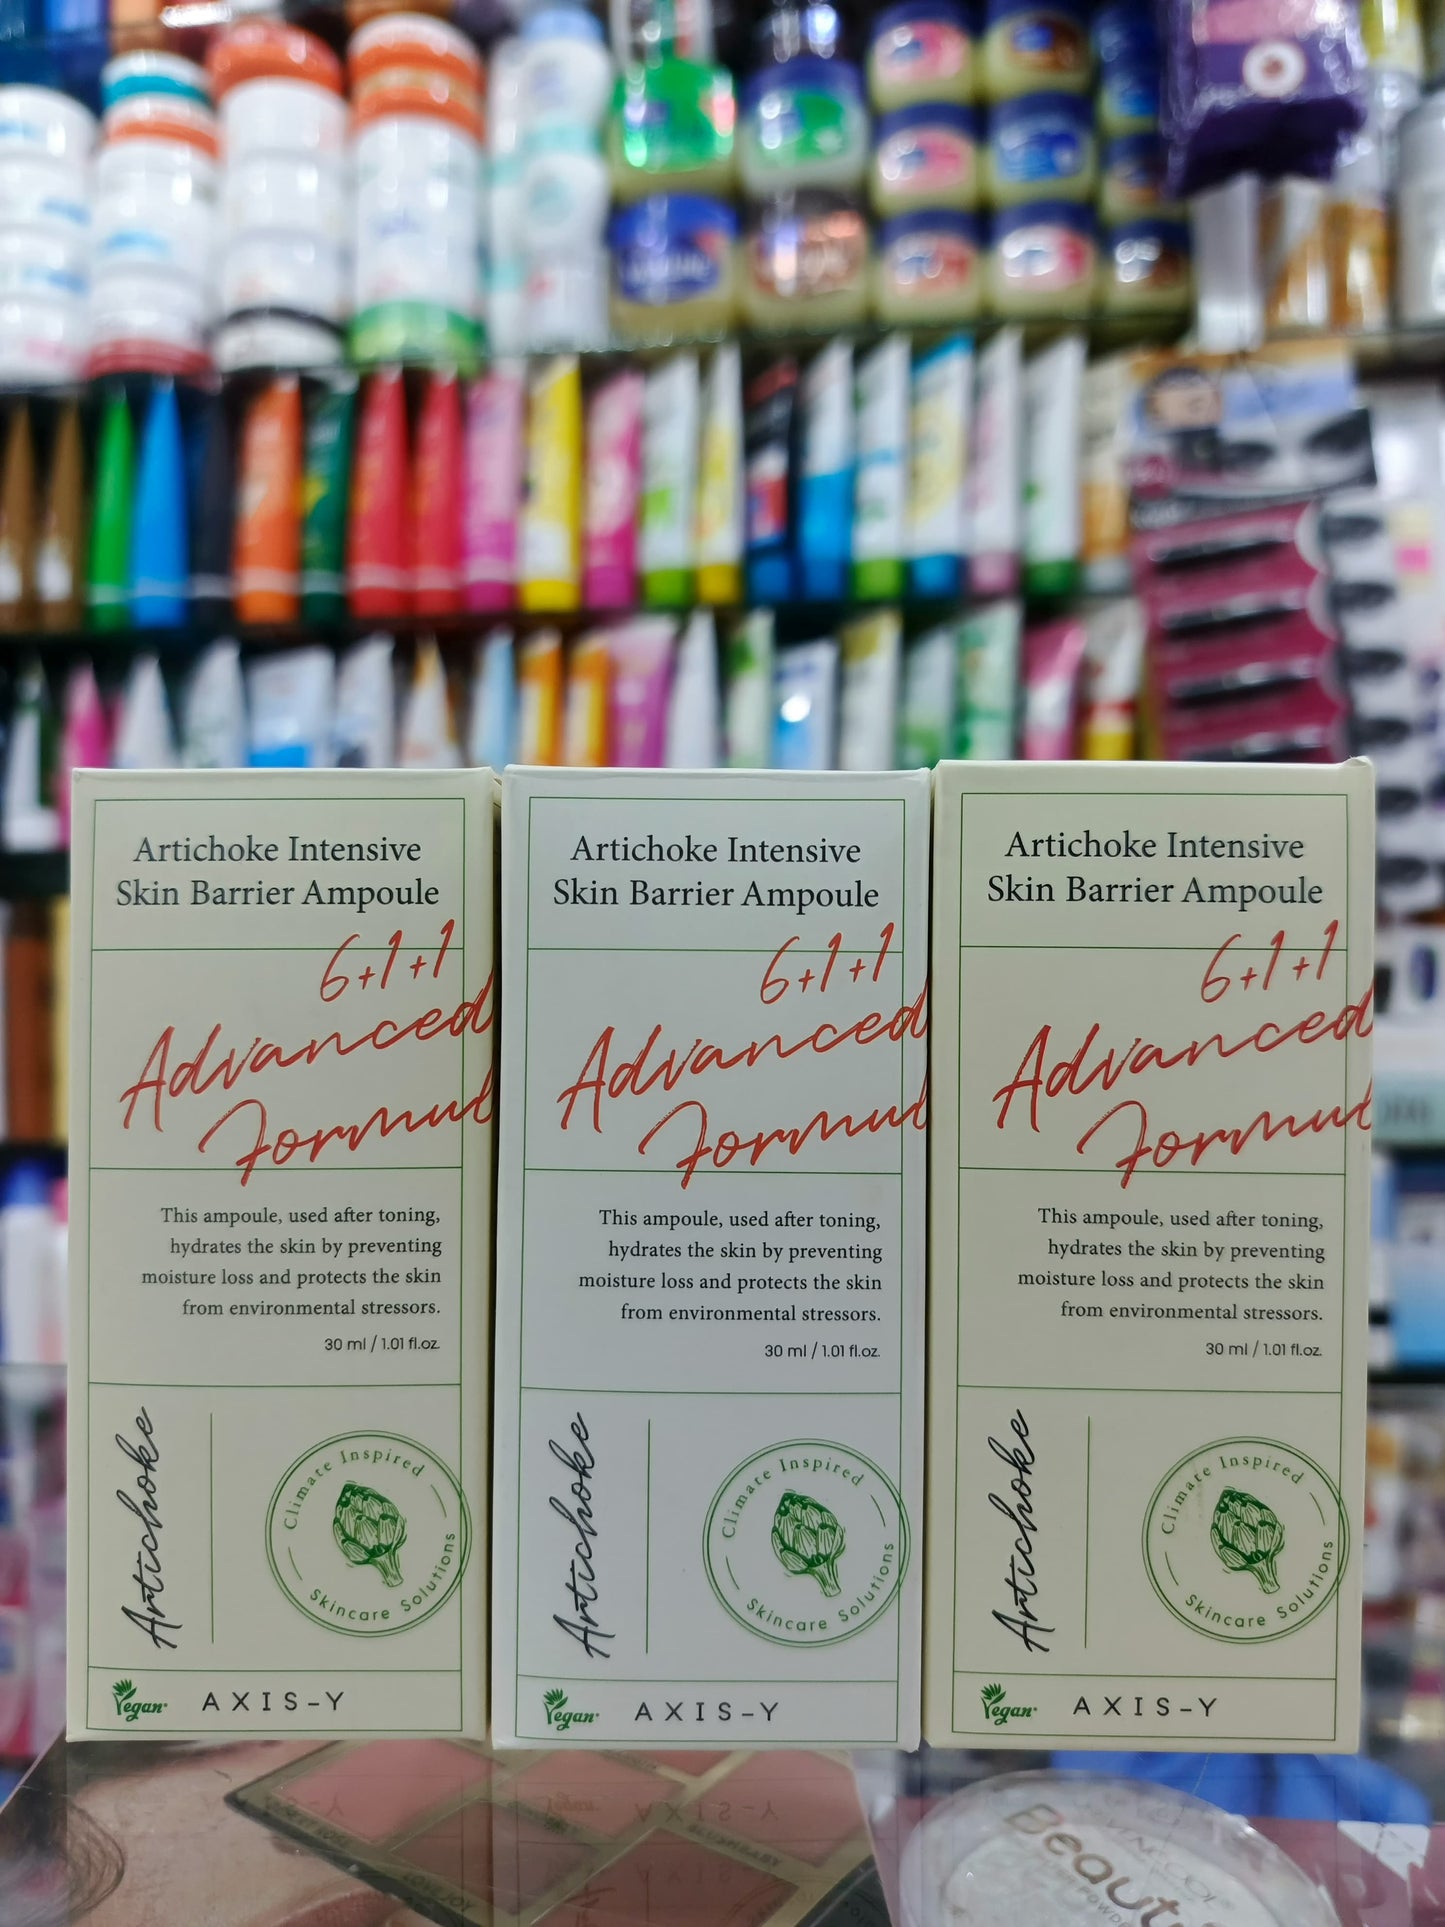 Artichoke Intensive
Skin Barrier Ampoule
6+1+1
Advanced
Formul
This ampoule, used after toning,
hydrates the skin by preventing
moisture loss and protects the skin
from environmental stressors.
30 ml / 1.01 fl.oz.
Artichoke
Climate Inspired
Skincare Solutions
Vegan
AXIS-Y
Artichoke Intensive
Skin Barrier Ampoule
6+1+1
Advanced
Formul
This ampoule, used after toning,
hydrates the skin by preventing
moisture loss and protects the skin
from environmental stressors.
30 ml / 1.01 fl.oz.
Artichoke
Climate Inspired
Skincare Solutions
Vegan
AXIS-Y
Artichoke Intensive
Skin Barrier Ampoule
6+1+1
Advanced
Formul
This ampoule, used after toning,
hydrates the skin by preventing
moisture loss and protects the skin
from environmental stressors.
30 ml / 1.01 fl.oz.
Artichoke
Climate Inspired
Skincare Solutions
Vegan
AXIS-Y